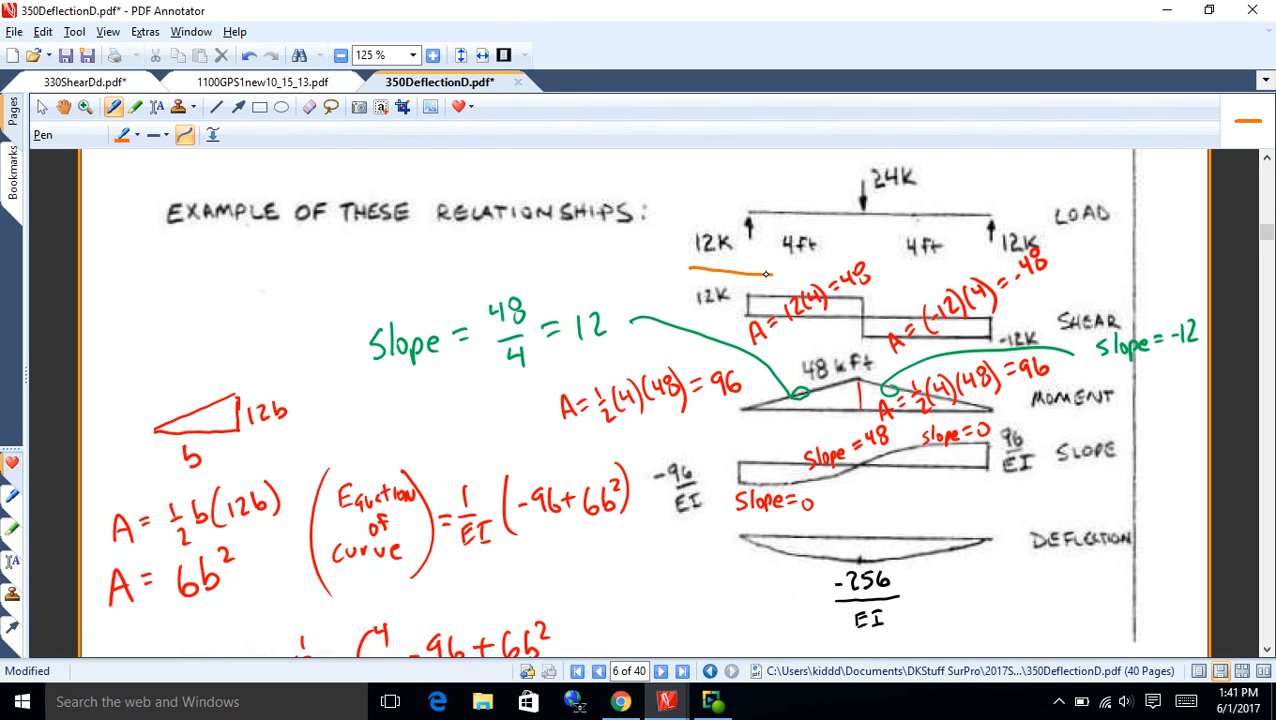 350DeflectionD.pdf* - PDF Annotator
File Edit Tool View Extras Window Help
125 %
330ShearDd.pdf* 1100GPS1new10_15_13.pdf 350DeflectionD.pdf*
Pen
Pages
Bookmarks
EXAMPLE OF THESE RELATIONSHIPS:
24K
LOAD
12K 4ft 4ft 12K
12K
A = 12(4) = 48
A = (-12)(4) = -48
SHEAR
-12K
slope = 48/4 = 12
slope = -12
48 kft
A = 1/2(4)(48) = 96
A = 1/2(4)(48) = 96
MOMENT
12b
b
slope = 48
slope = 0
96/EI
SLOPE
-96/EI
slope = 0
A = 1/2 b(12b)
A = 6b²
(Equation of curve) = 1/EI (-96 + 6b²)
DEFLECTION
-256/EI
4
-96 + 6b²
Modified
6 of 40
C:\Users\kiddd\Documents\DKStuff SurPro\2017S...\350DeflectionD.pdf (40 Pages)
Search Windows
1:41 PM
6/1/2017